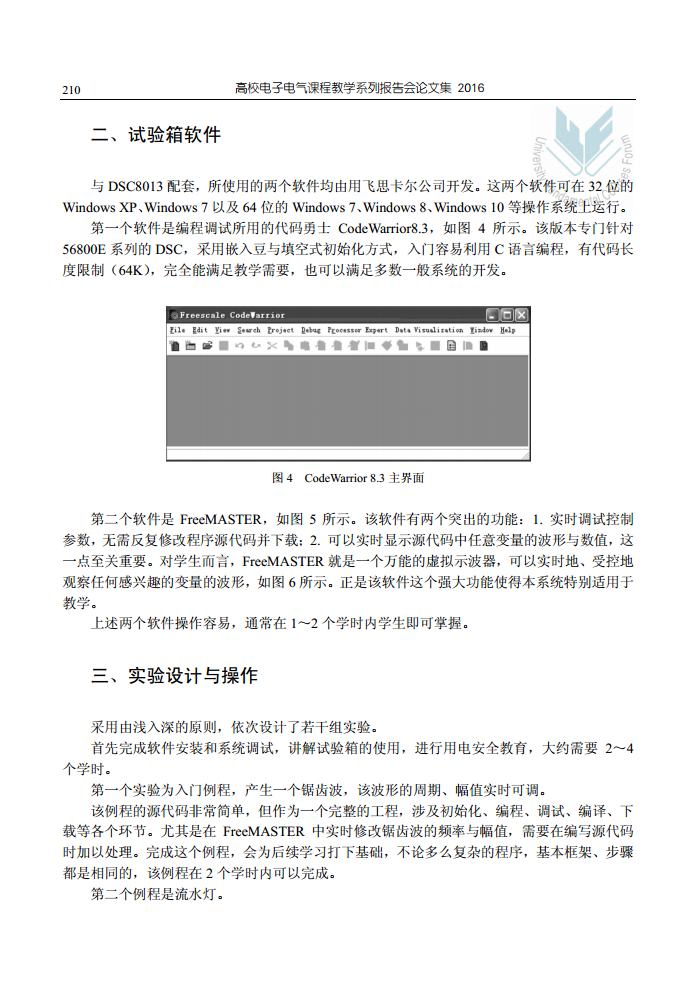 210
高校电子电气课程教学系列报告会论文集 2016
University Fundamental Courses Forum
二、试验箱软件
与 DSC8013 配套，所使用的两个软件均由用飞思卡尔公司开发。这两个软件可在 32 位的
Windows XP、Windows 7 以及 64 位的 Windows 7、Windows 8、Windows 10 等操作系统上运行。
第一个软件是编程调试所用的代码勇士 CodeWarrior8.3，如图 4 所示。该版本专门针对
56800E 系列的 DSC，采用嵌入豆与填空式初始化方式，入门容易利用 C 语言编程，有代码长
度限制（64K），完全能满足教学需要，也可以满足多数一般系统的开发。
Freescale CodeWarrior
File Edit View Search Project Debug Processor Expert Data Visualization Window Help
图 4 CodeWarrior 8.3 主界面
第二个软件是 FreeMASTER，如图 5 所示。该软件有两个突出的功能：1. 实时调试控制
参数，无需反复修改程序源代码并下载；2. 可以实时显示源代码中任意变量的波形与数值，这
一点至关重要。对学生而言，FreeMASTER 就是一个万能的虚拟示波器，可以实时地、受控地
观察任何感兴趣的变量的波形，如图 6 所示。正是该软件这个强大功能使得本系统特别适用于
教学。
上述两个软件操作容易，通常在 1～2 个学时内学生即可掌握。
三、实验设计与操作
采用由浅入深的原则，依次设计了若干组实验。
首先完成软件安装和系统调试，讲解试验箱的使用，进行用电安全教育，大约需要 2～4
个学时。
第一个实验为入门例程，产生一个锯齿波，该波形的周期、幅值实时可调。
该例程的源代码非常简单，但作为一个完整的工程，涉及初始化、编程、调试、编译、下
载等各个环节。尤其是在 FreeMASTER 中实时修改锯齿波的频率与幅值，需要在编写源代码
时加以处理。完成这个例程，会为后续学习打下基础，不论多么复杂的程序，基本框架、步骤
都是相同的，该例程在 2 个学时内可以完成。
第二个例程是流水灯。